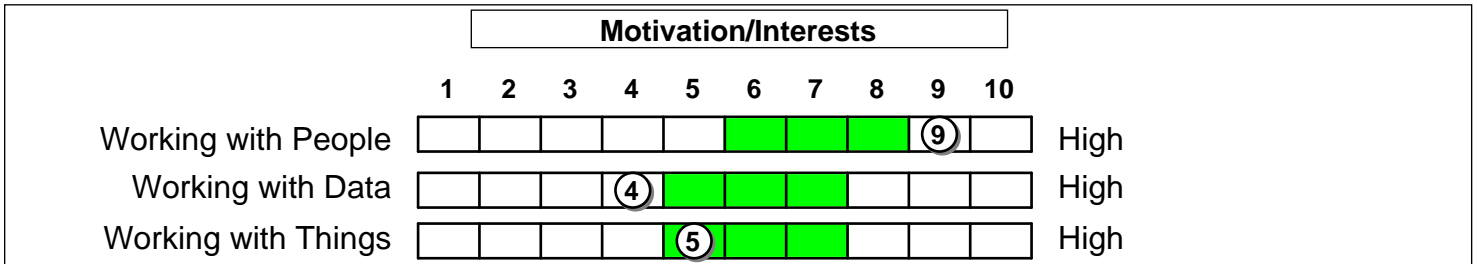 Motivation/Interests
1 2 3 4 5 6 7 8 9 10
Working with People 9 High
Working with Data 4 High
Working with Things 5 High